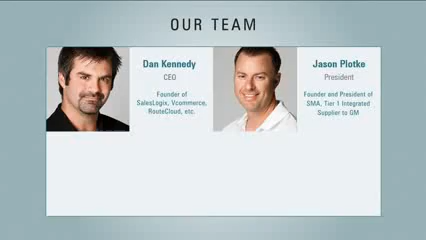 OUR TEAM
Dan Kennedy
CEO
Founder of
SalesLogix, Vcommerce,
RouteCloud, etc.
Jason Plotke
President
Founder and President of
SMA, Tier 1 Integrated
Supplier to GM